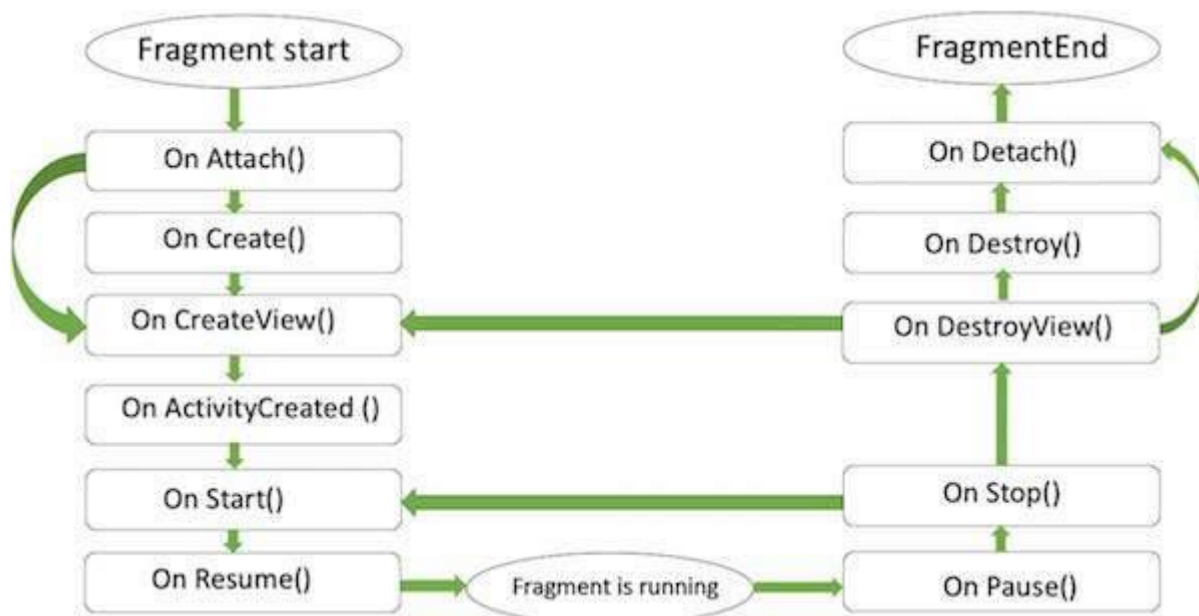 Fragment start
On Attach()
On Create()
On CreateView()
On ActivityCreated ()
On Start()
On Resume()
Fragment is running
On Pause()
On Stop()
On DestroyView()
On Destroy()
On Detach()
FragmentEnd